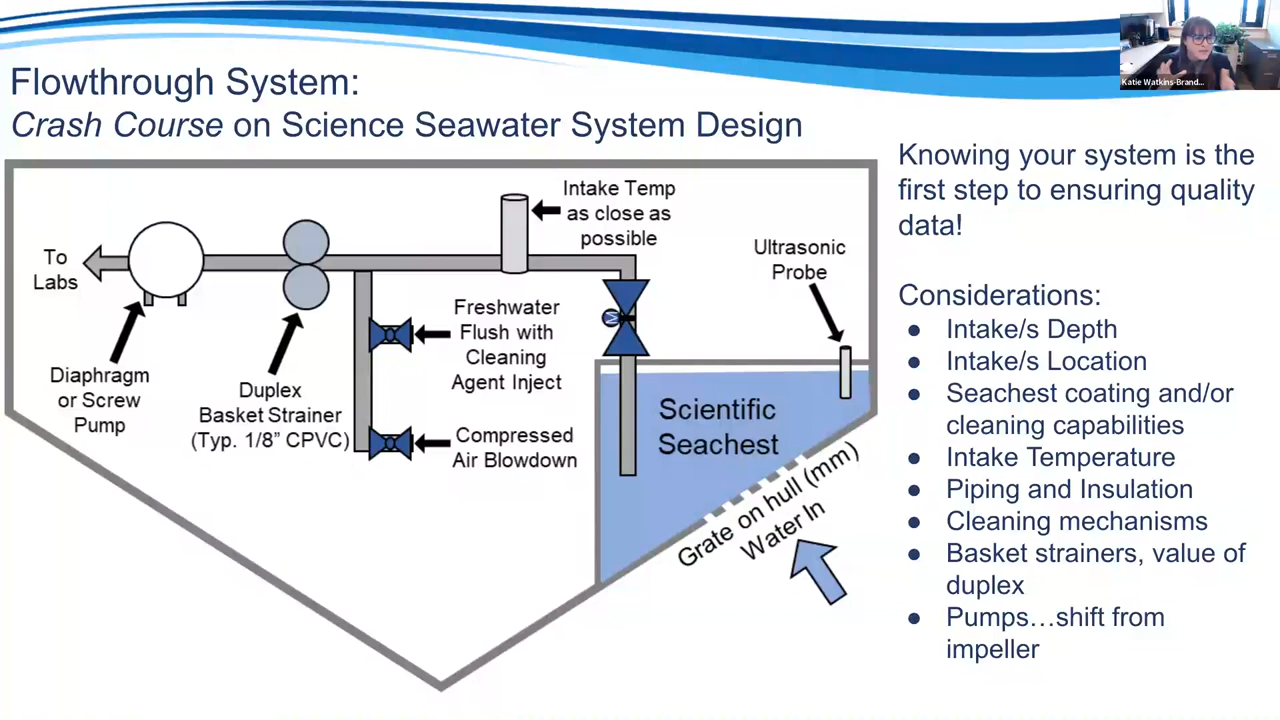 Katie Watkins-Brand...
Flowthrough System:
Crash Course on Science Seawater System Design
Intake Temp
as close as
possible
Ultrasonic
Probe
To
Labs
Freshwater
Flush with
Cleaning
Agent Inject
Diaphragm
or Screw
Pump
Duplex
Basket Strainer
(Typ. 1/8” CPVC)
Compressed
Air Blowdown
M
Scientific
Seachest
Grate on hull (mm)
Water In
Knowing your system is the
first step to ensuring quality
data!
Considerations:
● Intake/s Depth
● Intake/s Location
● Seachest coating and/or
cleaning capabilities
● Intake Temperature
● Piping and Insulation
● Cleaning mechanisms
● Basket strainers, value of
duplex
● Pumps…shift from
impeller